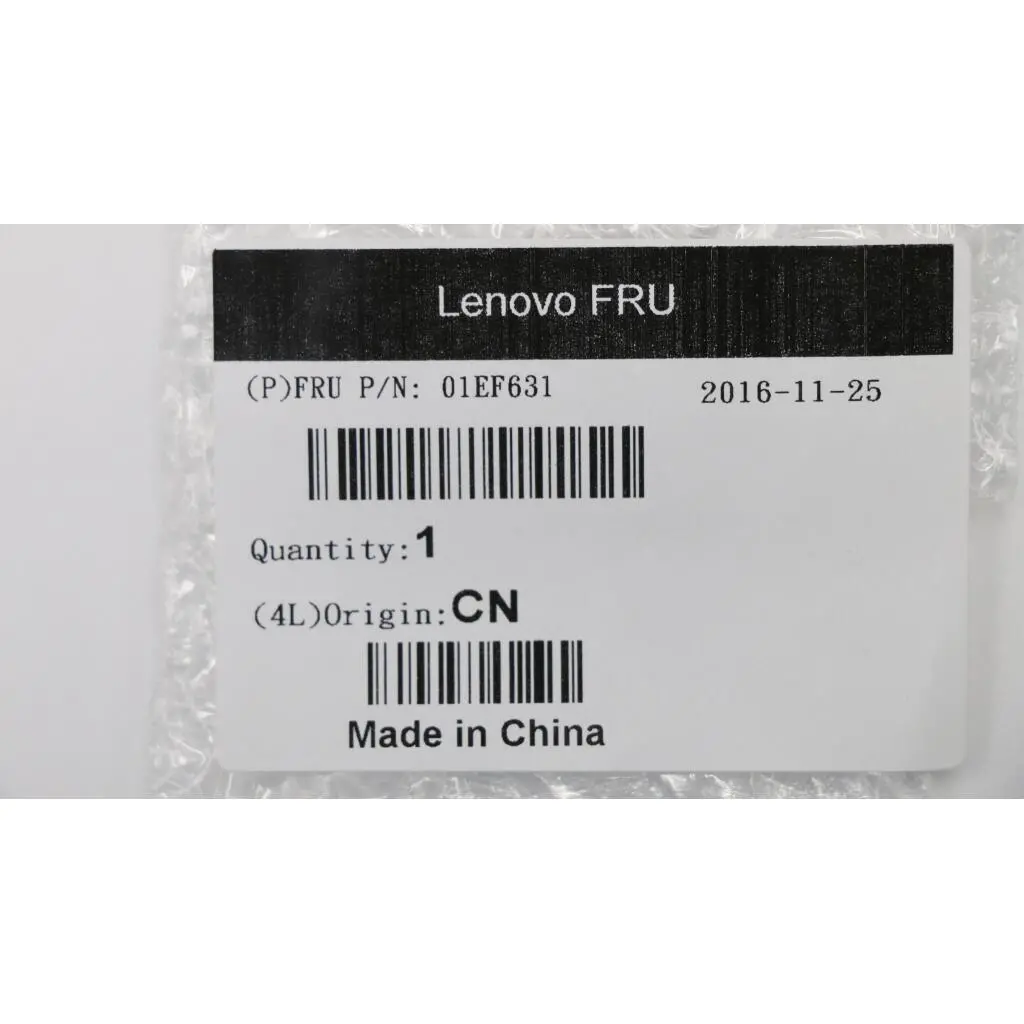 Lenovo FRU
(P)FRU P/N: 01EF631 2016-11-25
Quantity:1
(4L)Origin:CN
Made in China